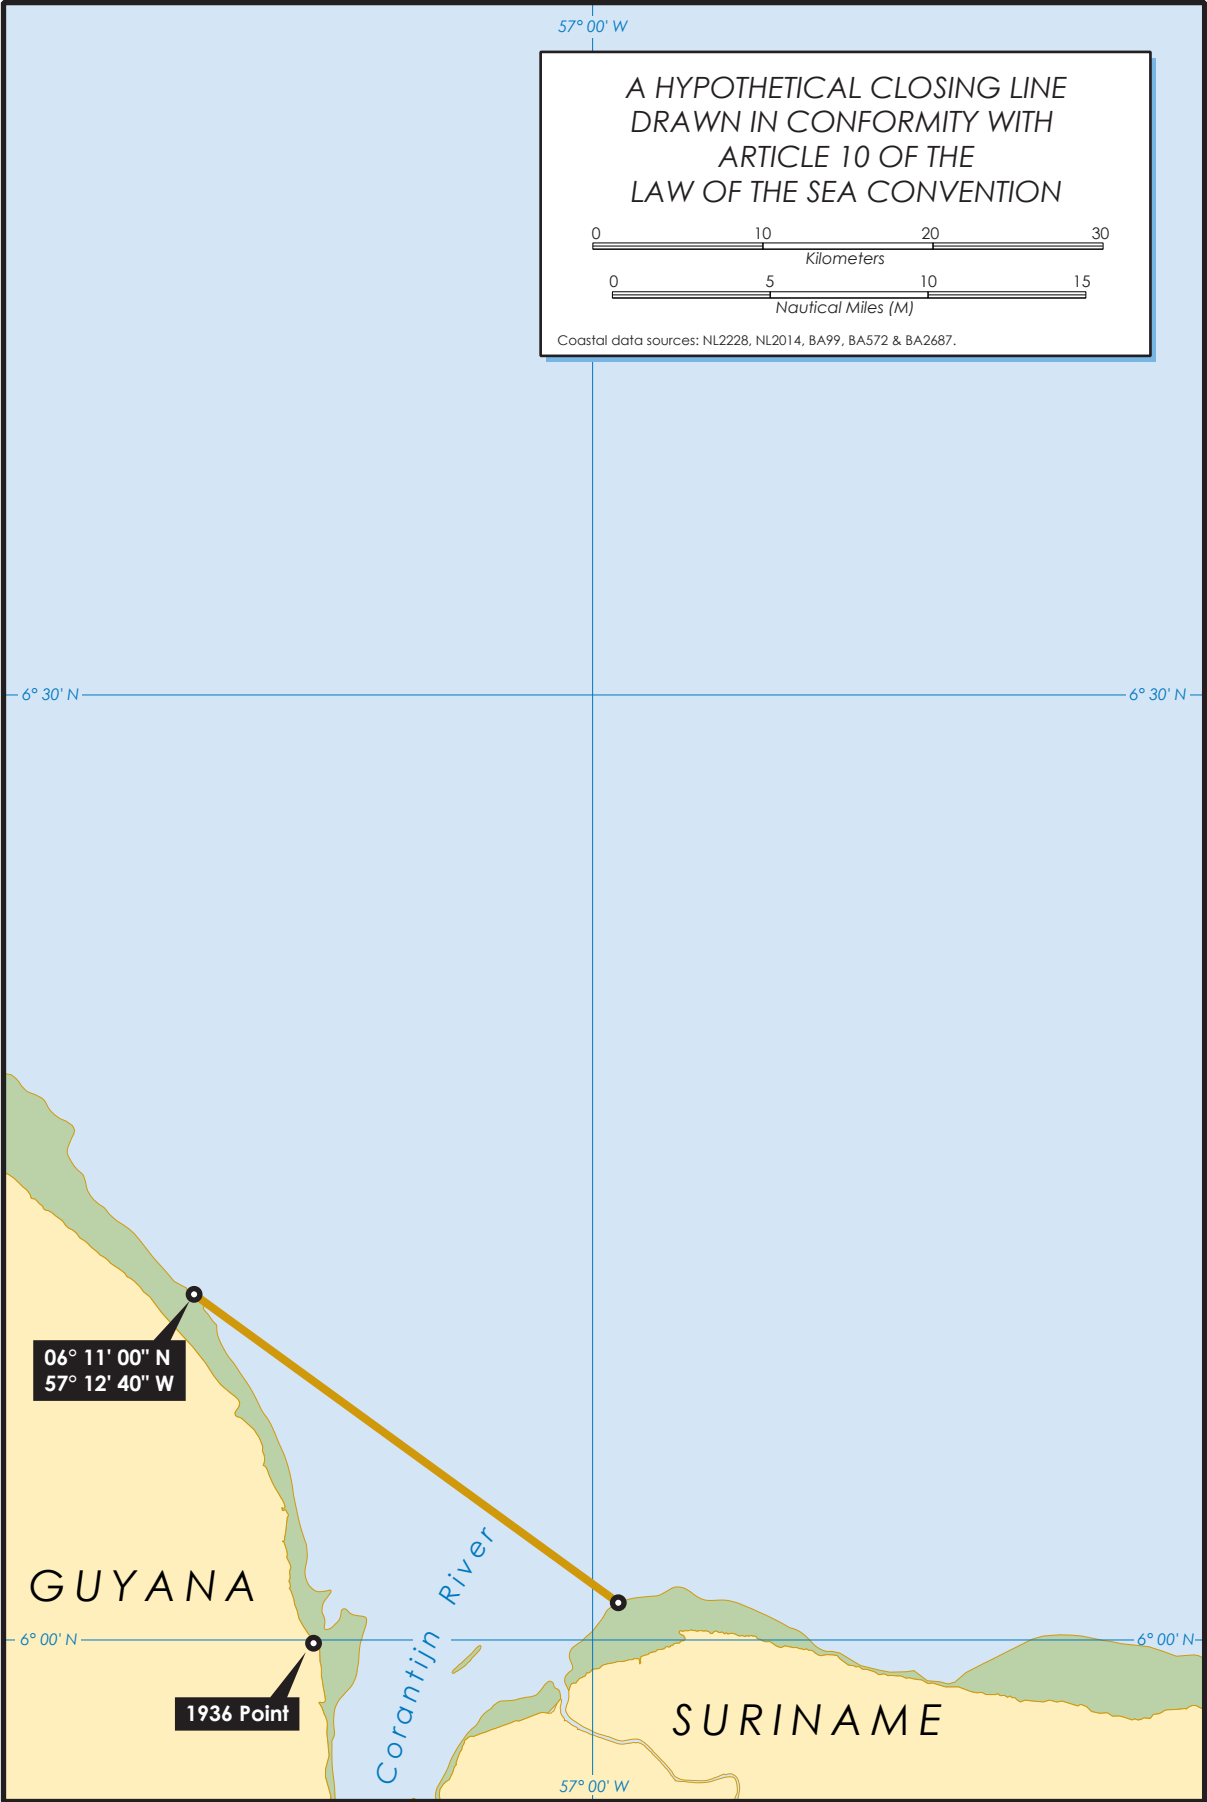 57° 00' W
A HYPOTHETICAL CLOSING LINE
DRAWN IN CONFORMITY WITH
ARTICLE 10 OF THE
LAW OF THE SEA CONVENTION
0 10 20 30
Kilometers
0 5 10 15
Nautical Miles (M)
Coastal data sources: NL2228, NL2014, BA99, BA572 & BA2687.
6° 30' N 6° 30' N
06° 11' 00" N
57° 12' 40" W
GUYANA
Corantijn River
6° 00' N 6° 00' N
1936 Point
SURINAME
57° 00' W